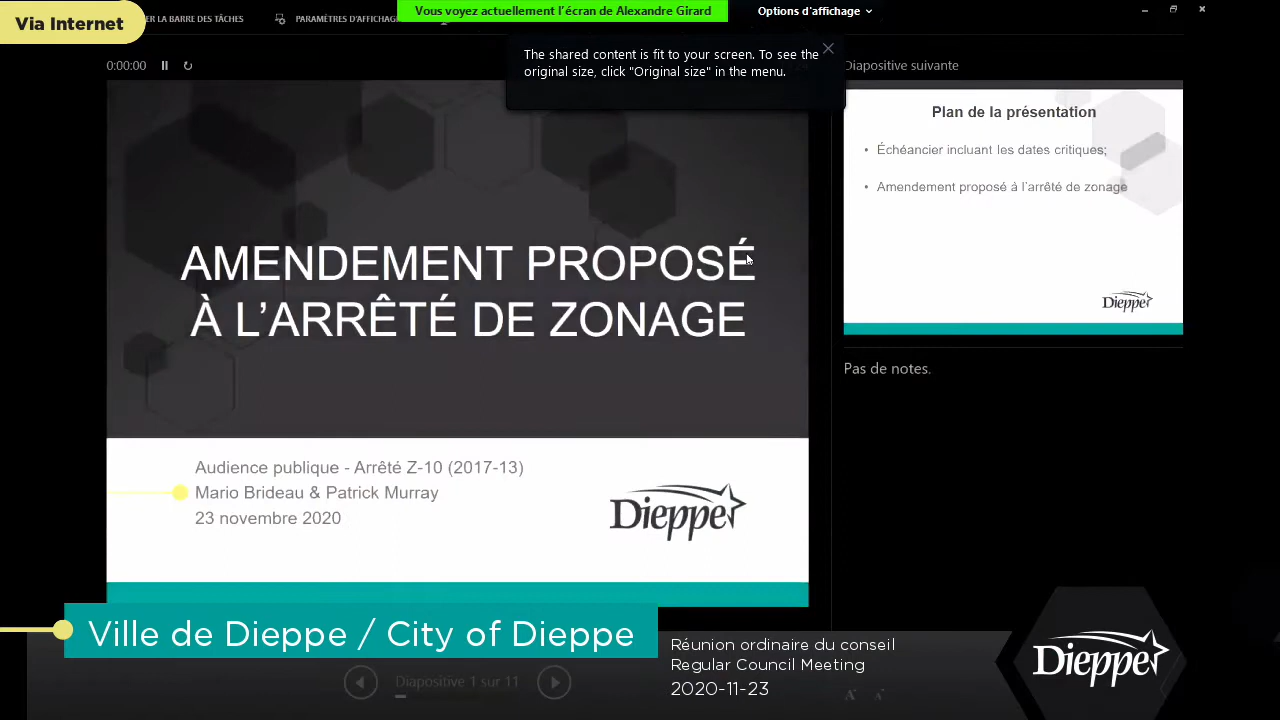 Via Internet
ER LA BARRE DES TÂCHES
PARAMÈTRES D'AFFICHAG
Vous voyez actuellement l'écran de Alexandre Girard
Options d'affichage
0:00:00
The shared content is fit to your screen. To see the
original size, click "Original size" in the menu.
Diapositive suivante
AMENDEMENT PROPOSÉ
À L'ARRÊTÉ DE ZONAGE
Audience publique - Arrêté Z-10 (2017-13)
Mario Brideau & Patrick Murray
23 novembre 2020
Dieppe
Plan de la présentation
• Échéancier incluant les dates critiques;
• Amendement proposé à l'arrêté de zonage
Dieppe
Pas de notes.
Ville de Dieppe / City of Dieppe
Diapositive 1 sur 11
Réunion ordinaire du conseil
Regular Council Meeting
2020-11-23
A A
Dieppe